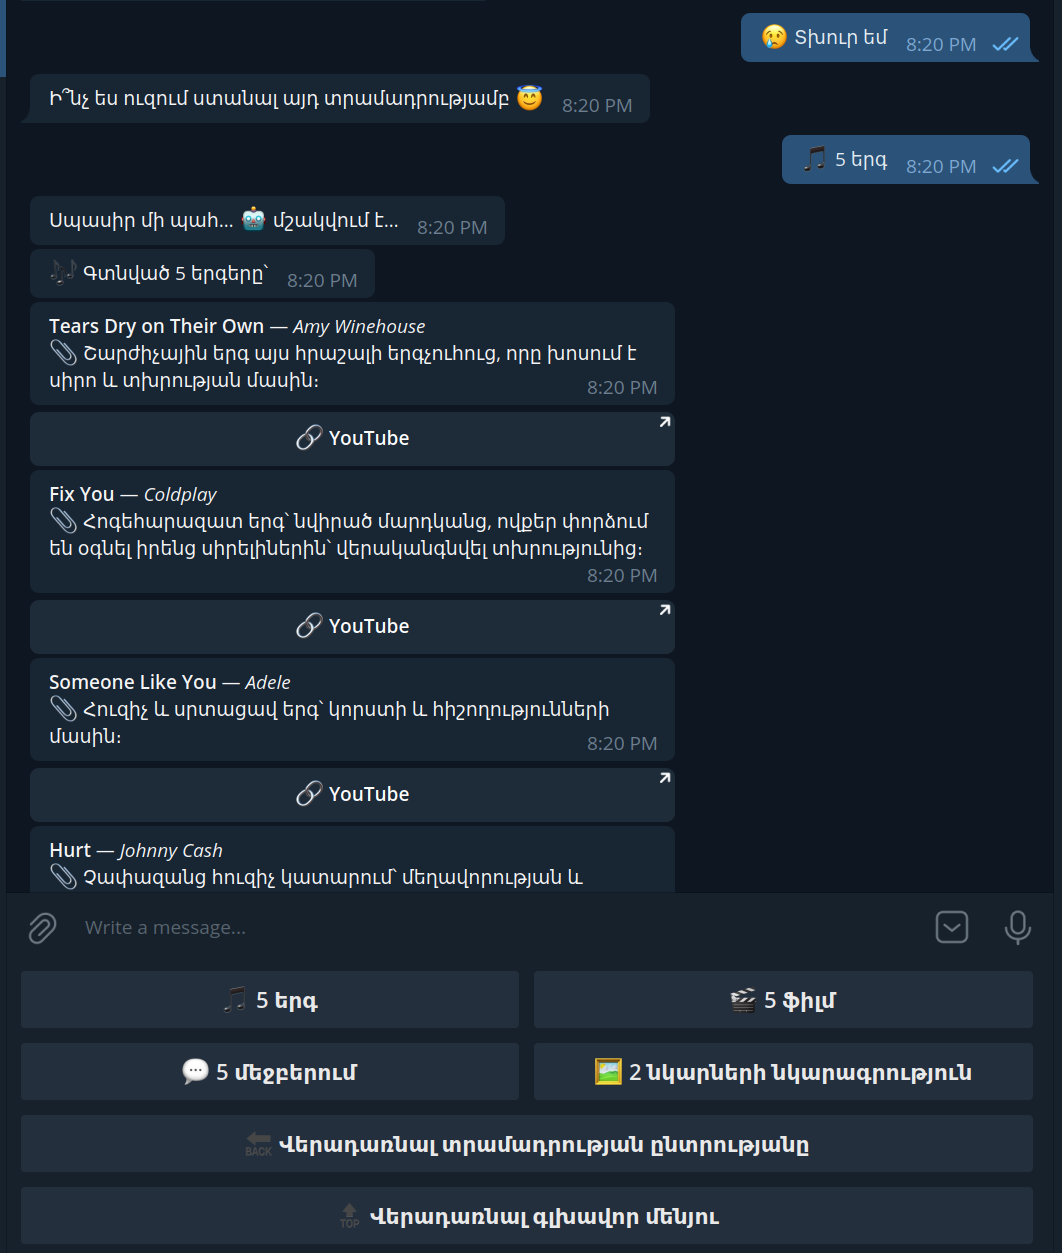 😢 Տխուր եմ 8:20 PM
Ի՞նչ ես ուզում ստանալ այդ տրամադրությամբ 😇 8:20 PM
🎵 5 երգ 8:20 PM
Սպասիր մի պահ... 🤖 մշակվում է... 8:20 PM
🎶 Գտնված 5 երգերը՝ 8:20 PM
Tears Dry on Their Own — Amy Winehouse
📎 Շարժիչային երգ այս հրաշալի երգչուհուց, որը խոսում է
սիրո և տխրության մասին։ 8:20 PM
🔗 YouTube
Fix You — Coldplay
📎 Հոգեհարազատ երգ՝ նվիրած մարդկանց, ովքեր փորձում
են օգնել իրենց սիրելիներին՝ վերականգնվել տխրությունից։
8:20 PM
🔗 YouTube
Someone Like You — Adele
📎 Հուզիչ և սրտացավ երգ՝ կորստի և հիշողությունների
մասին։ 8:20 PM
🔗 YouTube
Hurt — Johnny Cash
📎 Չափազանց հուզիչ կատարում՝ մեղավորության և
Write a message...
🎵 5 երգ
🎬 5 ֆիլմ
💬 5 մեջբերում
🖼 2 նկարների նկարագրություն
🔙 Վերադառնալ տրամադրության ընտրությանը
🔝 Վերադառնալ գլխավոր մենյու